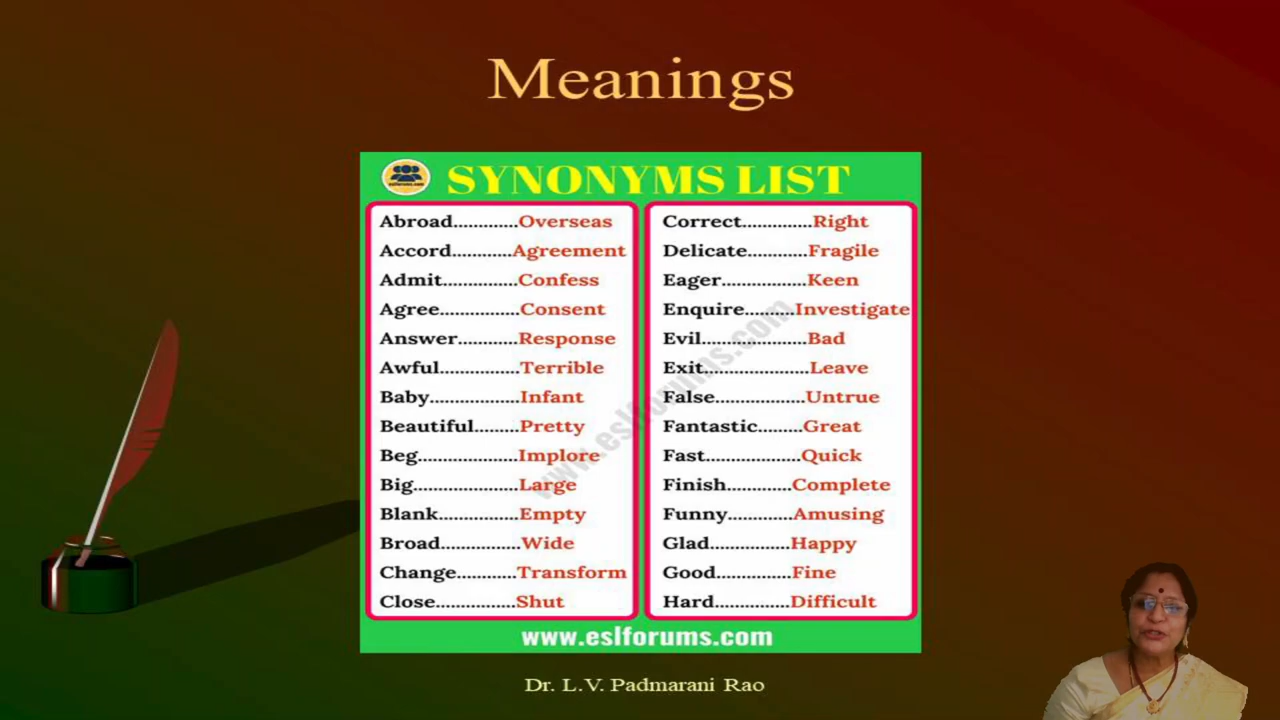 Meanings
SYNONYMS LIST
Abroad............Overseas
Accord...........Agreement
Admit...............Confess
Agree................Consent
Answer...........Response
Awful................Terrible
Baby..................Infant
Beautiful........Pretty
Beg....................Implore
Big.....................Large
Blank................Empty
Broad................Wide
Change...........Transform
Close................Shut
Correct.............Right
Delicate...........Fragile
Eager................Keen
Enquire.........Investigate
Evil....................Bad
Exit....................Leave
False.................Untrue
Fantastic........Great
Fast..................Quick
Finish............Complete
Funny............Amusing
Glad...............Happy
Good..............Fine
Hard..............Difficult
www.eslforums.com
www.eslforums.com
Dr. L.V. Padmarani Rao